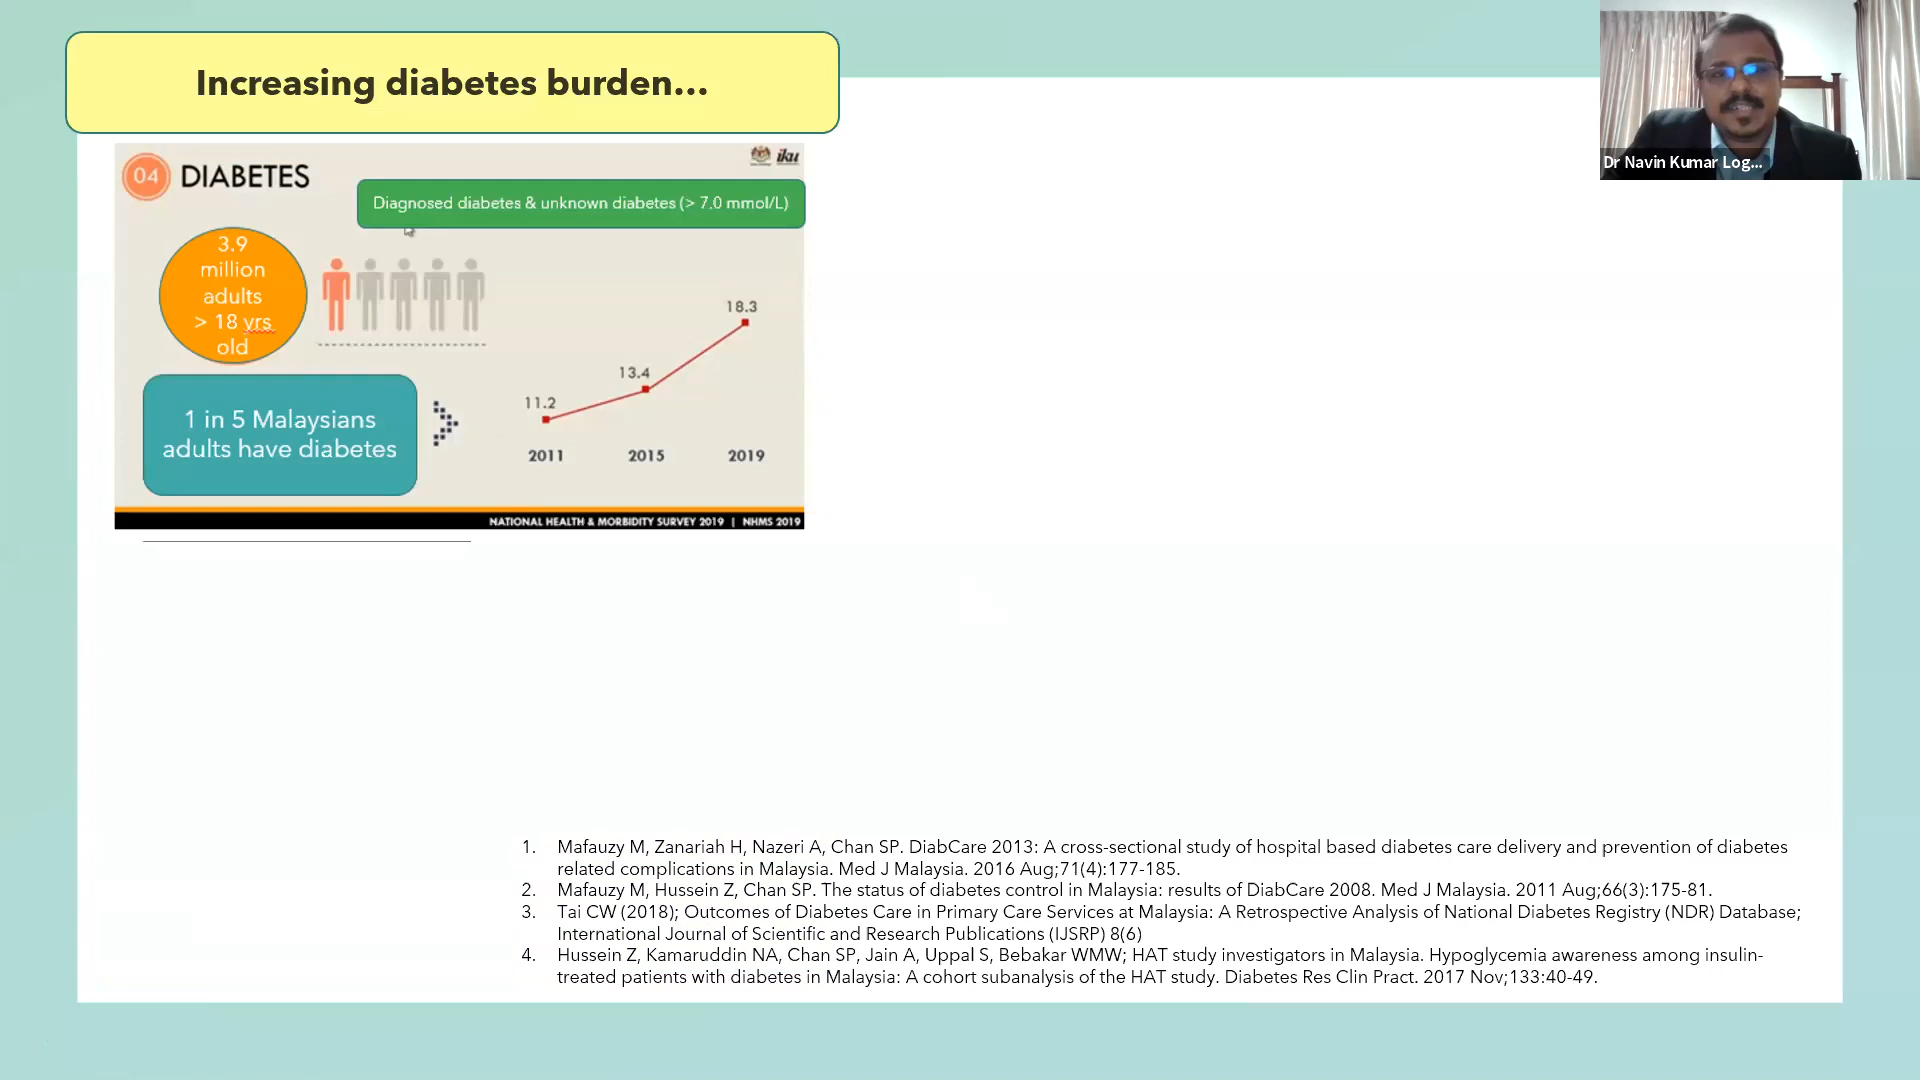 Increasing diabetes burden...
Dr Navin Kumar Log...
04
DIABETES
iku
Diagnosed diabetes & unknown diabetes (> 7.0 mmol/L)
3.9
million
adults
> 18 yrs
old
1 in 5 Malaysians
adults have diabetes
11.2
13.4
18.3
2011
2015
2019
NATIONAL HEALTH & MORBIDITY SURVEY 2019 | NHMS 2019
1. Mafauzy M, Zanariah H, Nazeri A, Chan SP. DiabCare 2013: A cross-sectional study of hospital based diabetes care delivery and prevention of diabetes
related complications in Malaysia. Med J Malaysia. 2016 Aug;71(4):177-185.
2. Mafauzy M, Hussein Z, Chan SP. The status of diabetes control in Malaysia: results of DiabCare 2008. Med J Malaysia. 2011 Aug;66(3):175-81.
3. Tai CW (2018); Outcomes of Diabetes Care in Primary Care Services at Malaysia: A Retrospective Analysis of National Diabetes Registry (NDR) Database;
International Journal of Scientific and Research Publications (IJSRP) 8(6)
4. Hussein Z, Kamaruddin NA, Chan SP, Jain A, Uppal S, Bebakar WMW; HAT study investigators in Malaysia. Hypoglycemia awareness among insulin-
treated patients with diabetes in Malaysia: A cohort subanalysis of the HAT study. Diabetes Res Clin Pract. 2017 Nov;133:40-49.